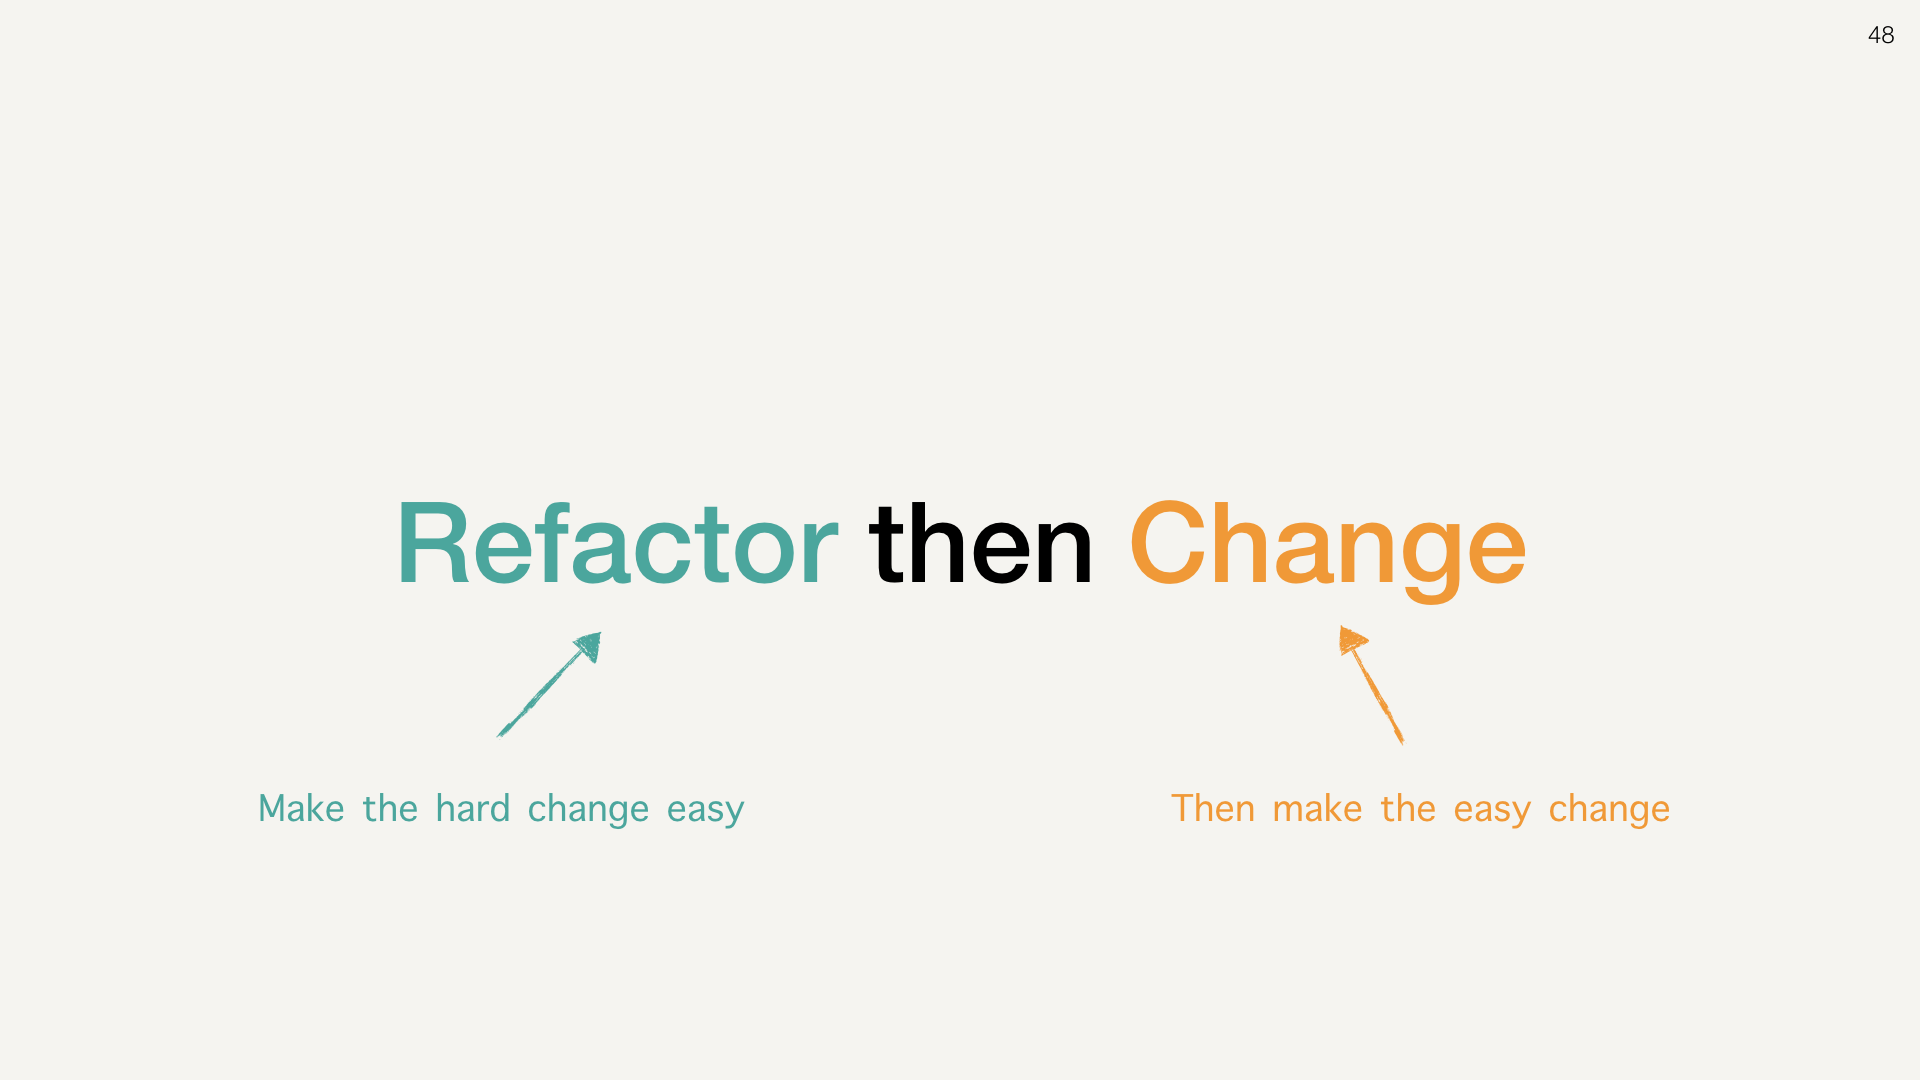 48
Refactor then Change
Make the hard change easy
Then make the easy change